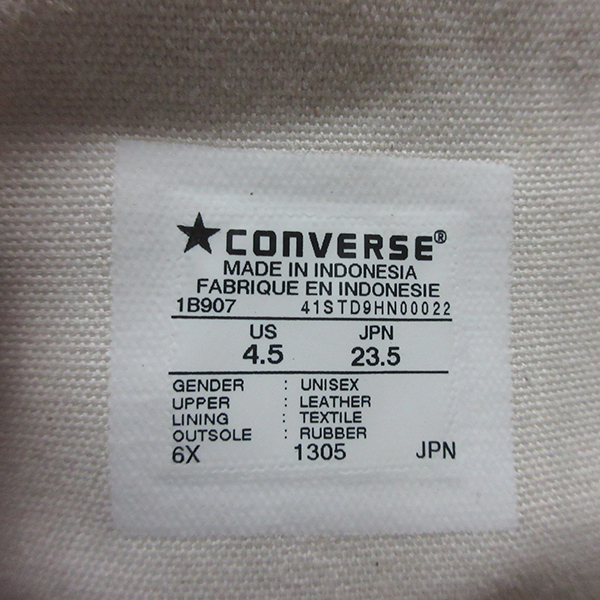 ★CONVERSE®
MADE IN INDONESIA
FABRIQUE EN INDONESIE
1B907 41STD9HN00022
US JPN
4.5 23.5
GENDER : UNISEX
UPPER : LEATHER
LINING : TEXTILE
OUTSOLE : RUBBER
6X 1305 JPN